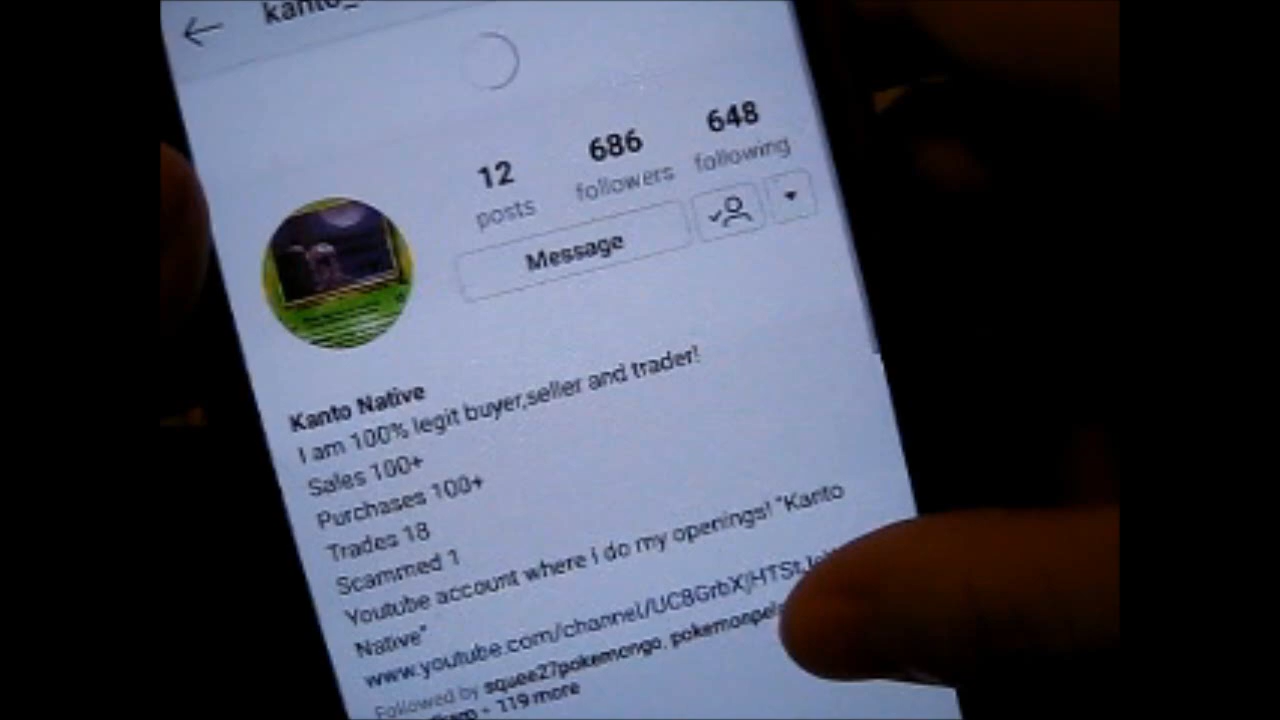 kanto_
12 686 648
posts followers following
Message
Kanto Native
I am 100% legit buyer,seller and trader!
Sales 100+
Purchases 100+
Trades 18
Scammed 1
Youtube account where I do my openings! "Kanto
Native"
www.youtube.com/channel/UC8GrbXjHTSt
Followed by squee27pokemongo,
+ 119 more